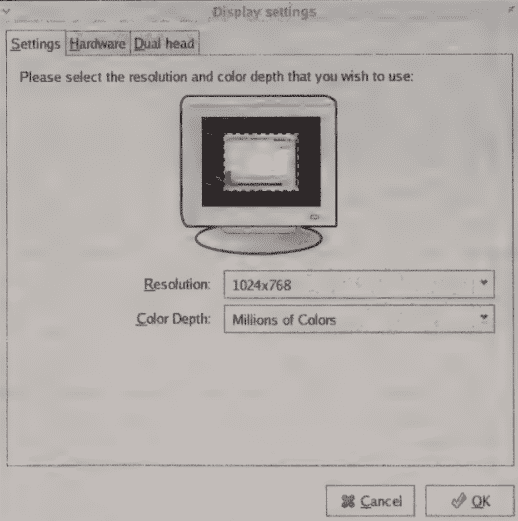 Display settings
Settings Hardware Dual head
Please select the resolution and color depth that you wish to use:
Resolution: 1024x768
Color Depth: Millions of Colors
Cancel OK